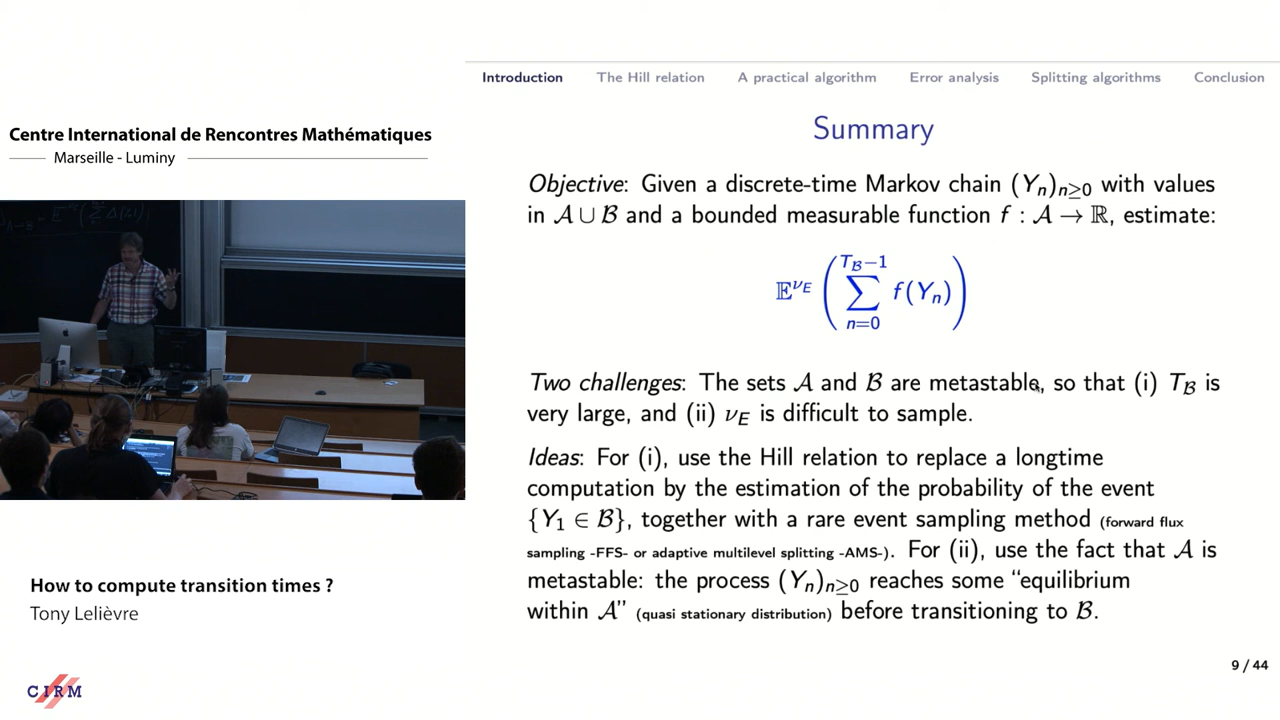 Introduction The Hill relation A practical algorithm Error analysis Splitting algorithms Conclusion
Centre International de Rencontres Mathématiques
Marseille - Luminy
Summary
Objective: Given a discrete-time Markov chain (Yₙ)ₙ≥₀ with values
in 𝒜 ∪ ℬ and a bounded measurable function f : 𝒜 → ℝ, estimate:
𝔼^{ν_E} ( ∑_{n=0}^{T_ℬ−1} f(Yₙ) )
Two challenges: The sets 𝒜 and ℬ are metastable, so that (i) T_ℬ is
very large, and (ii) ν_E is difficult to sample.
Ideas: For (i), use the Hill relation to replace a longtime
computation by the estimation of the probability of the event
{Y₁ ∈ ℬ}, together with a rare event sampling method (forward flux
sampling -FFS- or adaptive multilevel splitting -AMS-). For (ii), use the fact that 𝒜 is
metastable: the process (Yₙ)ₙ≥₀ reaches some “equilibrium
within 𝒜” (quasi stationary distribution) before transitioning to ℬ.
How to compute transition times ?
Tony Lelièvre
9 / 44
CIRM